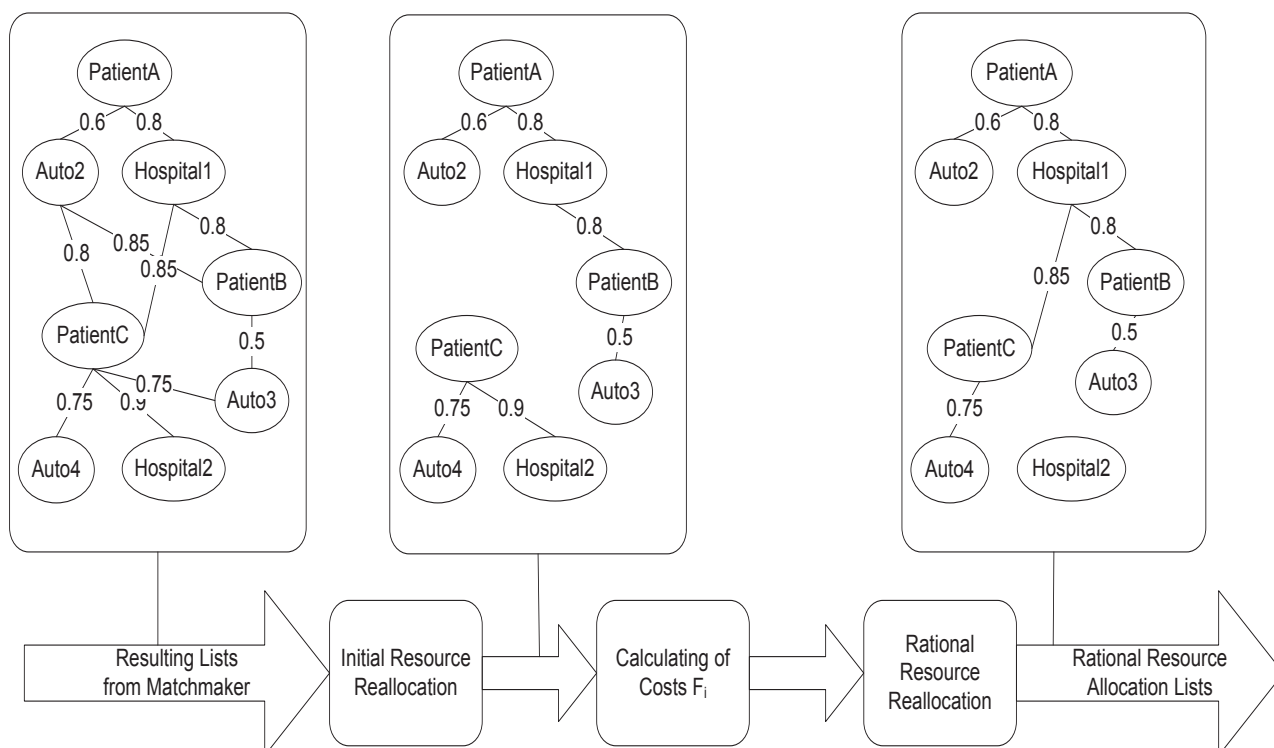 PatientA
0.6
0.8
Auto2
Hospital1
0.8
0.85
0.8
0.85
PatientB
PatientC
0.5
0.75
0.75
0.9
Auto3
Auto4
Hospital2
PatientA
0.6
0.8
Auto2
Hospital1
0.8
PatientB
PatientC
0.5
Auto3
0.75
0.9
Auto4
Hospital2
PatientA
0.6
0.8
Auto2
Hospital1
0.8
0.85
PatientB
PatientC
0.5
Auto3
0.75
Auto4
Hospital2
Resulting Lists
from Matchmaker
Initial Resource
Reallocation
Calculating of
Costs Fi
Rational
Resource
Reallocation
Rational Resource
Allocation Lists